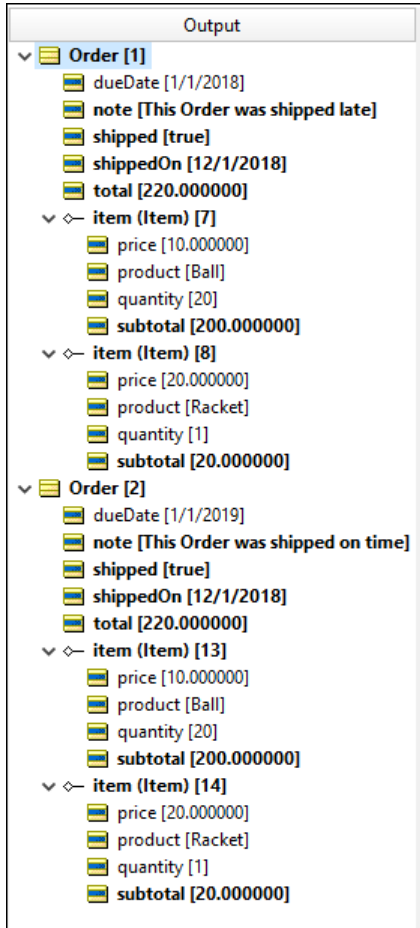 Output
Order [1]
dueDate [1/1/2018]
note [This Order was shipped late]
shipped [true]
shippedOn [12/1/2018]
total [220.000000]
item (Item) [7]
price [10.000000]
product [Ball]
quantity [20]
subtotal [200.000000]
item (Item) [8]
price [20.000000]
product [Racket]
quantity [1]
subtotal [20.000000]
Order [2]
dueDate [1/1/2019]
note [This Order was shipped on time]
shipped [true]
shippedOn [12/1/2018]
total [220.000000]
item (Item) [13]
price [10.000000]
product [Ball]
quantity [20]
subtotal [200.000000]
item (Item) [14]
price [20.000000]
product [Racket]
quantity [1]
subtotal [20.000000]